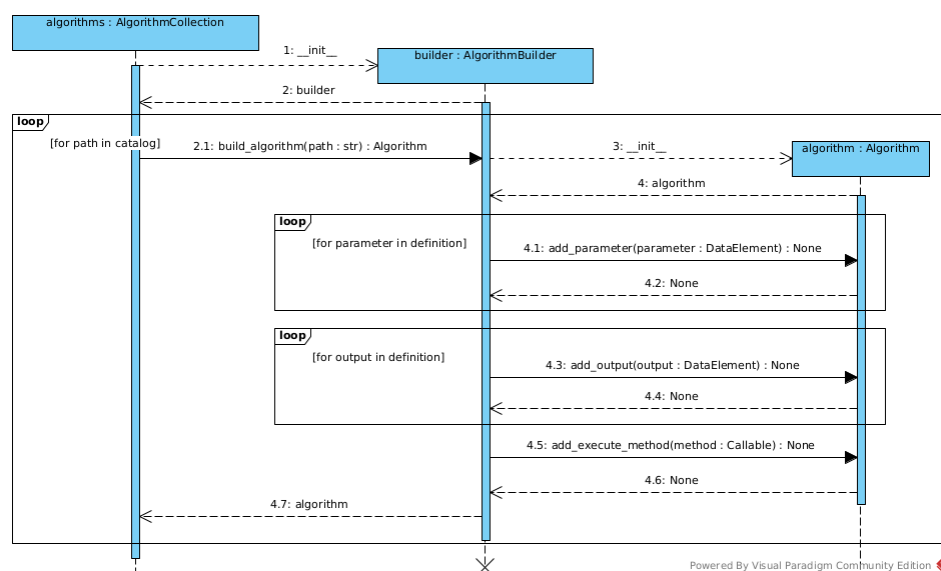 algorithms : AlgorithmCollection
1: __init__
builder : AlgorithmBuilder
2: builder
loop
[for path in catalog]
2.1: build_algorithm(path : str) : Algorithm
3: __init__
algorithm : Algorithm
4: algorithm
loop
[for parameter in definition]
4.1: add_parameter(parameter : DataElement) : None
4.2: None
loop
[for output in definition]
4.3: add_output(output : DataElement) : None
4.4: None
4.5: add_execute_method(method : Callable) : None
4.6: None
4.7: algorithm
Powered By Visual Paradigm Community Edition